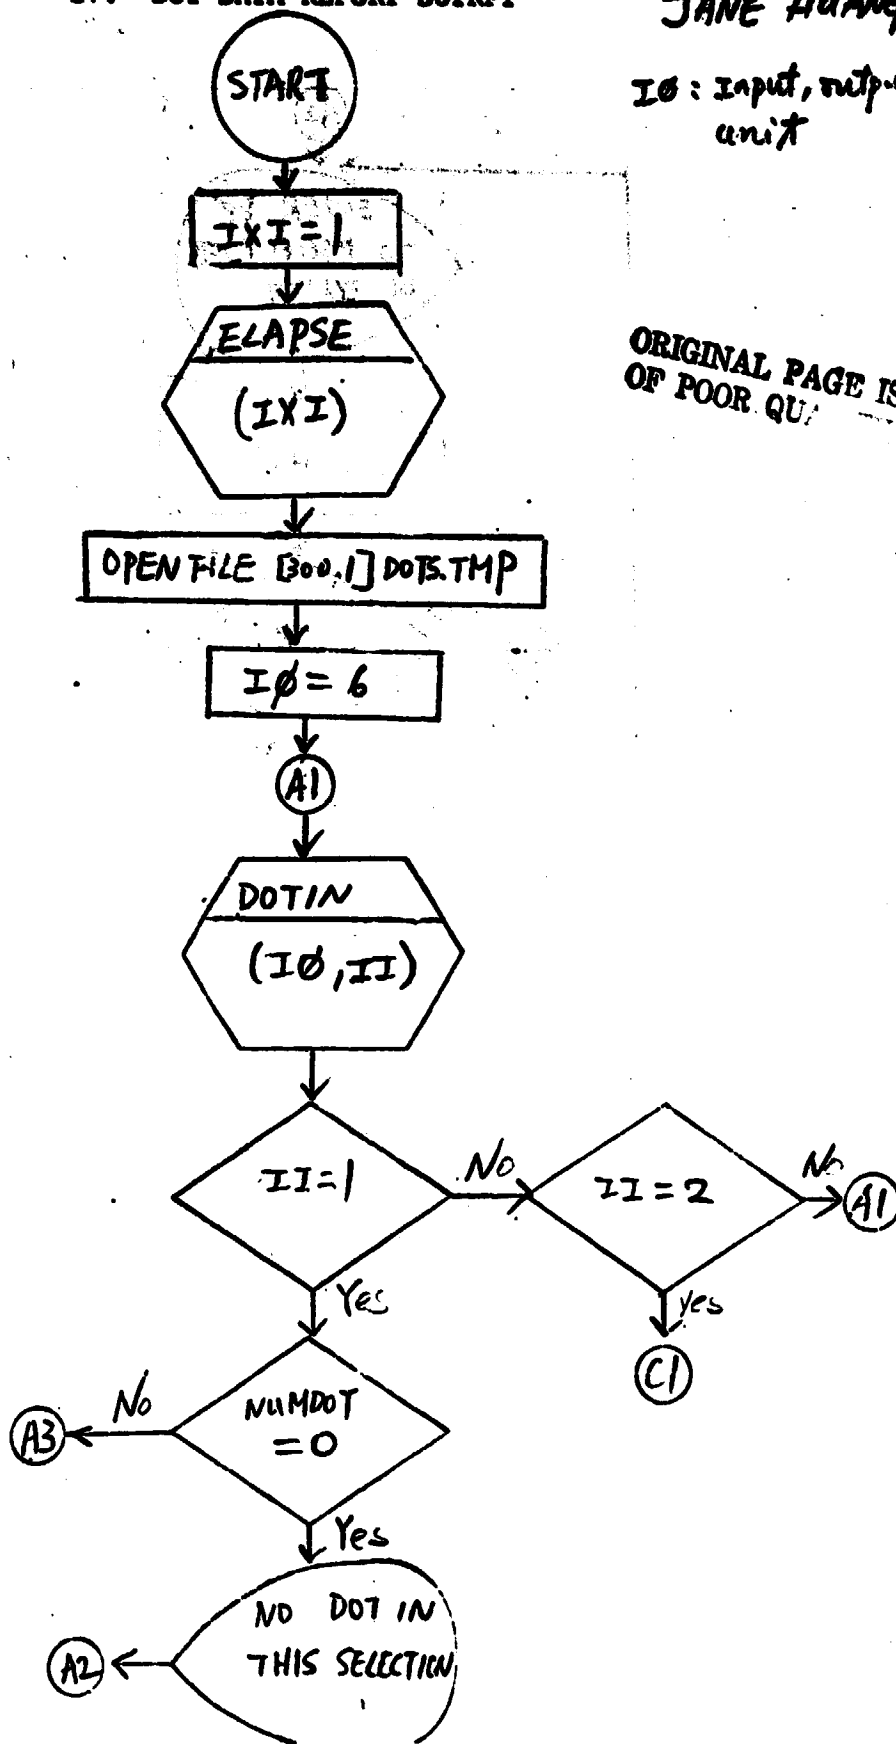 JANE HUANG
IØ : Input, output
unit
START
IXI = 1
ORIGINAL PAGE IS
OF POOR
ELAPSE
(IXI)
OPEN FILE [300.1] DOTS.TMP
IØ = 6
A1
DOTIN
(IØ, II)
II = 1
No
II = 2
No
A1
Yes
yes
C1
NUMDOT
= 0
No
A3
Yes
NO DOT IN
THIS SELECTION
A2